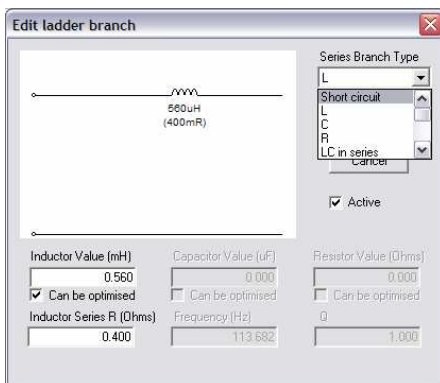 Edit ladder branch
560uH
(400mR)
Series Branch Type
L
Short circuit
L
C
R
LC in series
Cancel
Active
Inductor Value (mH)
0.560
Can be optimised
Inductor Series R (Ohms)
0.400
Capacitor Value (uF)
0.000
Can be optimised
Frequency (Hz)
113.682
Resistor Value (Ohms)
0.000
Can be optimised
Q
1.000